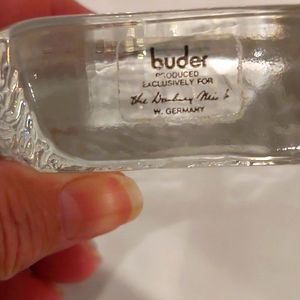 buder
PRODUCED
EXCLUSIVELY FOR
the Danbury Mint
W. GERMANY